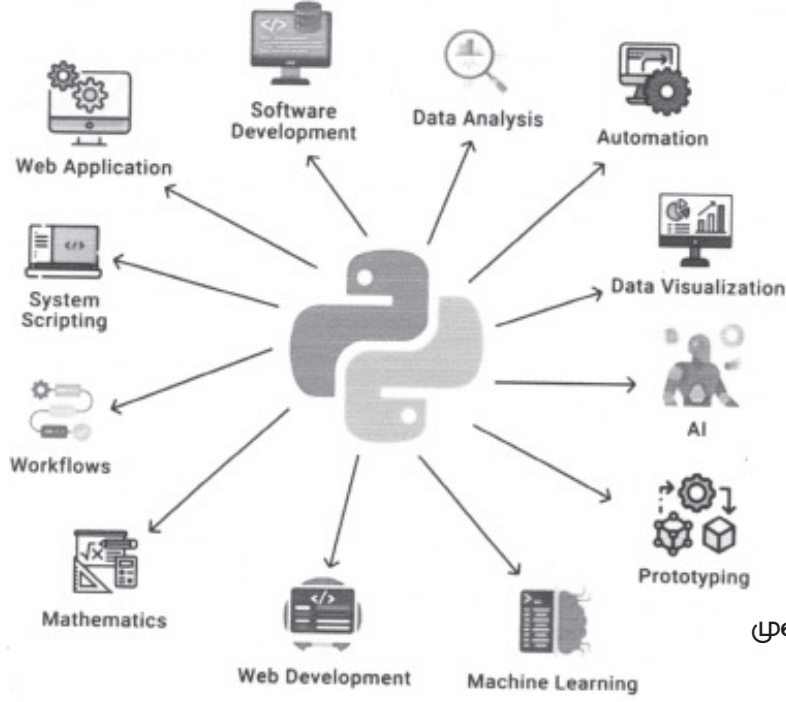 Software
Development
Data Analysis
Automation
Web Application
Data Visualization
System
Scripting
AI
Workflows
Prototyping
Mathematics
Web Development
Machine Learning